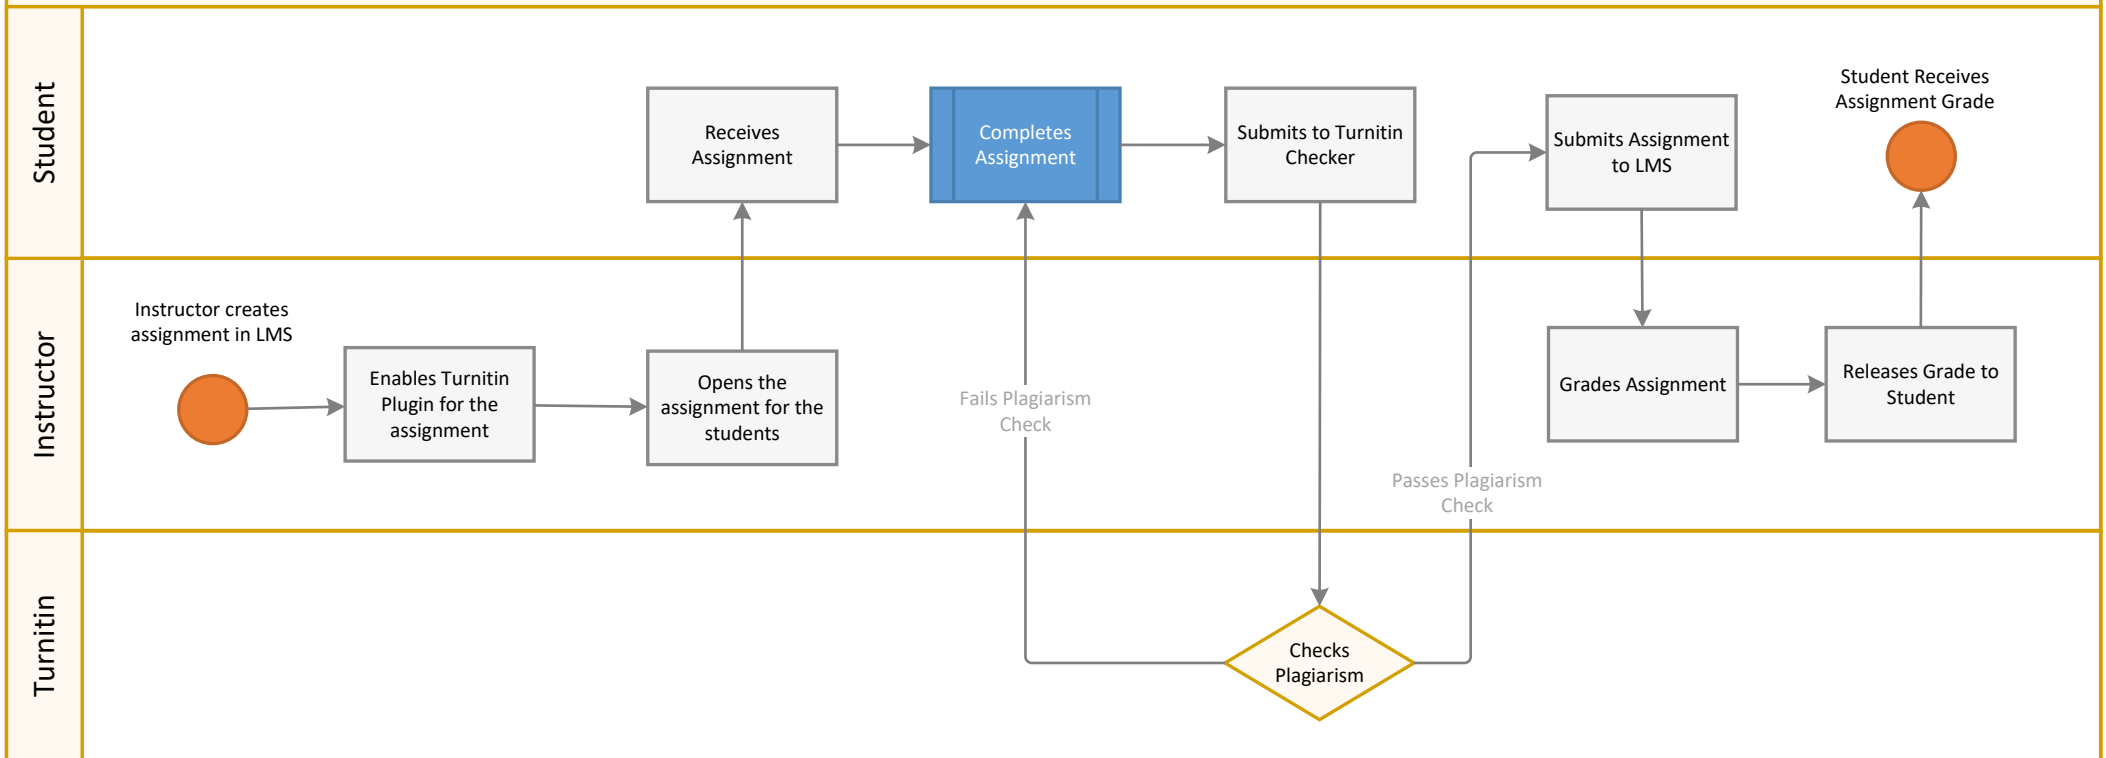 Student
Receives
Assignment
Completes
Assignment
Submits to Turnitin
Checker
Submits Assignment
to LMS
Student Receives
Assignment Grade
Instructor
Instructor creates
assignment in LMS
Enables Turnitin
Plugin for the
assignment
Opens the
assignment for the
students
Fails Plagiarism
Check
Passes Plagiarism
Check
Grades Assignment
Releases Grade to
Student
Turnitin
Checks
Plagiarism